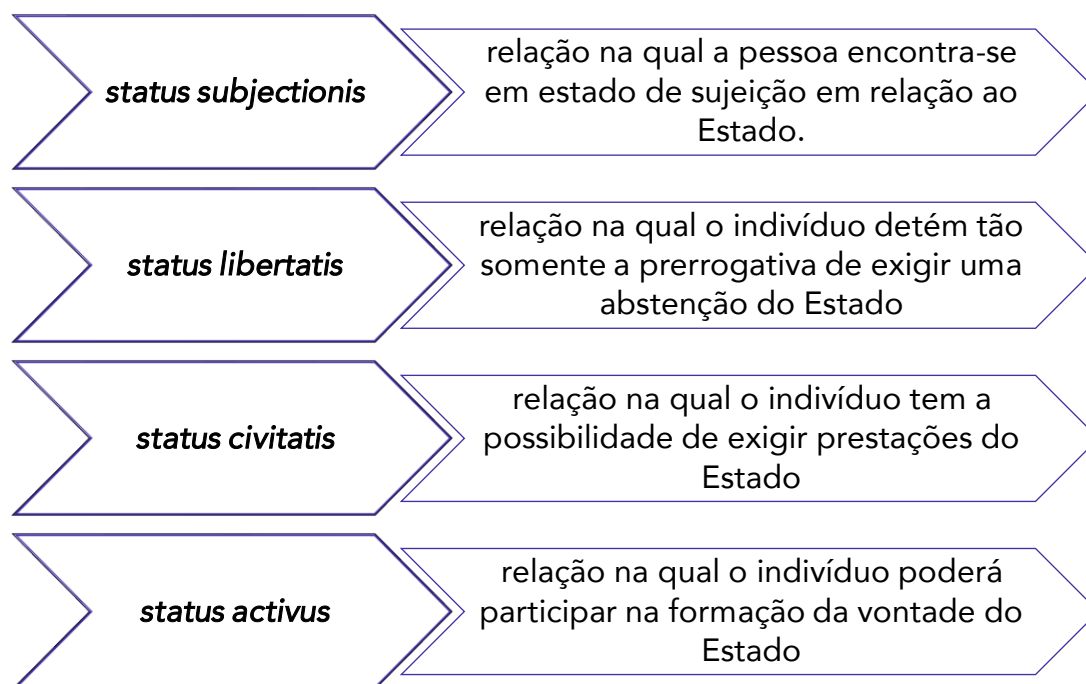 status subjectionis
relação na qual a pessoa encontra-se
em estado de sujeição em relação ao
Estado.
status libertatis
relação na qual o indivíduo detém tão
somente a prerrogativa de exigir uma
abstenção do Estado
status civitatis
relação na qual o indivíduo tem a
possibilidade de exigir prestações do
Estado
status activus
relação na qual o indivíduo poderá
participar na formação da vontade do
Estado